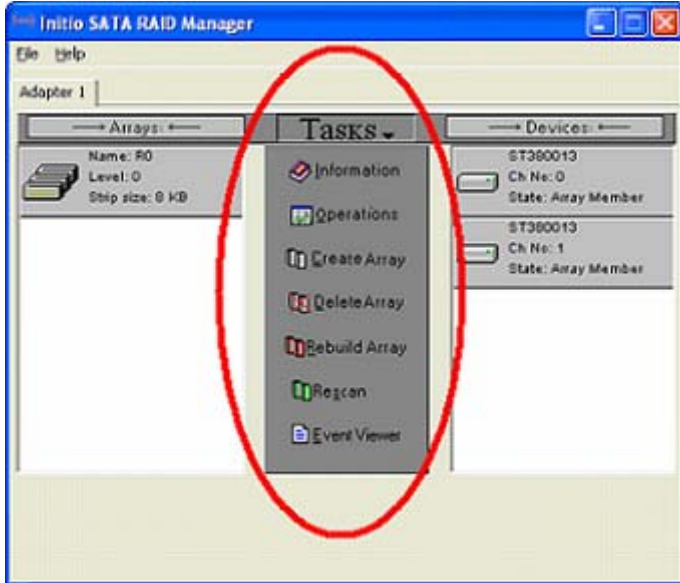 Initio SATA RAID Manager
File Help
Adapter 1
Arrays:
Name: R0
Level: 0
Strip size: 8 KB
Tasks
Information
Operations
Create Array
Delete Array
Rebuild Array
Rescan
Event Viewer
Devices:
ST380013
Ch No: 0
State: Array Member
ST380013
Ch No: 1
State: Array Member